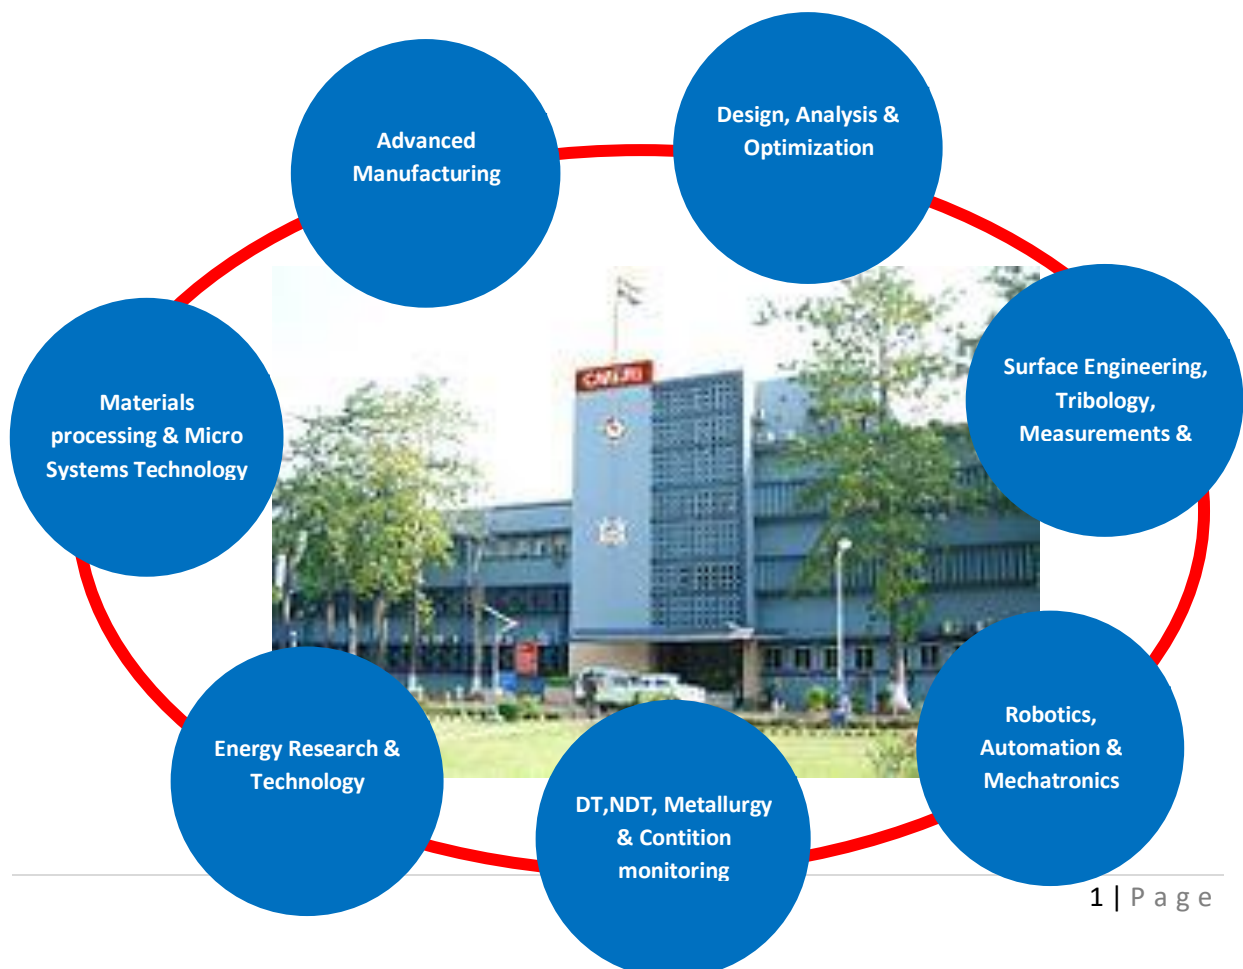 Design, Analysis &
Optimization
Advanced
Manufacturing
Surface Engineering,
Tribology,
Measurements &
Materials
processing & Micro
Systems Technology
Robotics,
Automation &
Mechatronics
Energy Research &
Technology
DT,NDT, Metallurgy
& Contition
monitoring
1 | Page